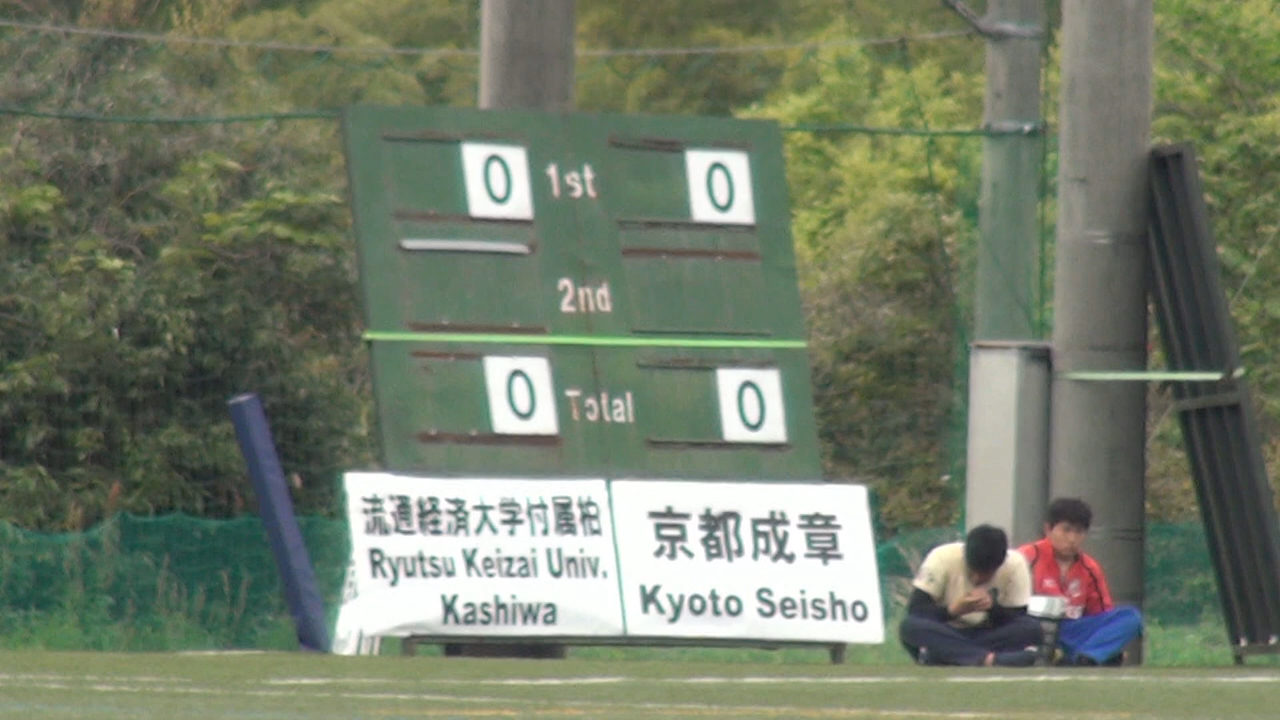 0 1st 0
2nd
0 Total 0
流通経済大学付属柏
Ryutsu Keizai Univ.
Kashiwa
京都成章
Kyoto Seisho